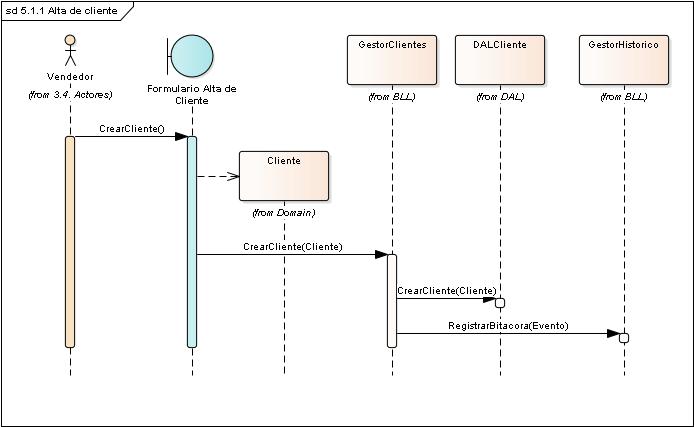 sd 5.1.1 Alta de cliente
Vendedor
(from 3.4. Actores)
Formulario Alta de
Cliente
GestorClientes
(from BLL)
DALCliente
(from DAL)
GestorHistorico
(from BLL)
CrearCliente()
Cliente
(from Domain)
CrearCliente(Cliente)
CrearCliente(Cliente)
RegistrarBitacora(Evento)